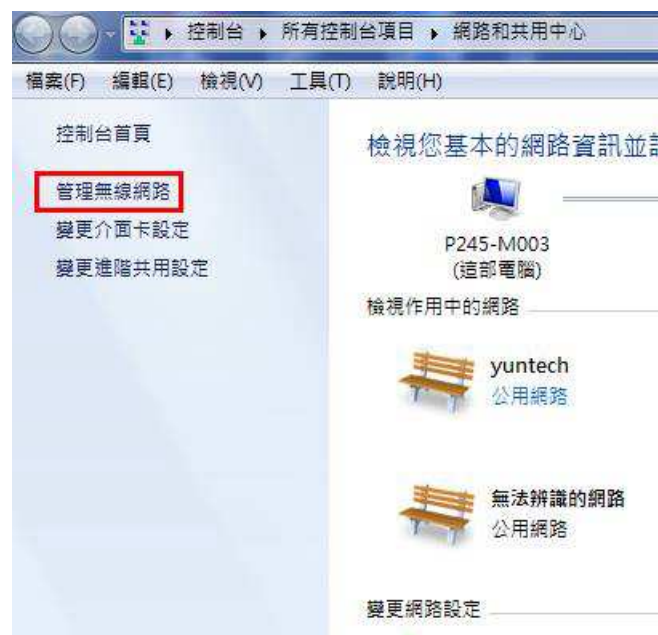 控制台 ▸ 所有控制台項目 ▸ 網路和共用中心
檔案(F) 編輯(E) 檢視(V) 工具(T) 說明(H)
控制台首頁
管理無線網路
變更介面卡設定
變更進階共用設定
檢視您基本的網路資訊並
P245-M003
(這部電腦)
檢視作用中的網路
yuntech
公用網路
無法辨識的網路
公用網路
變更網路設定